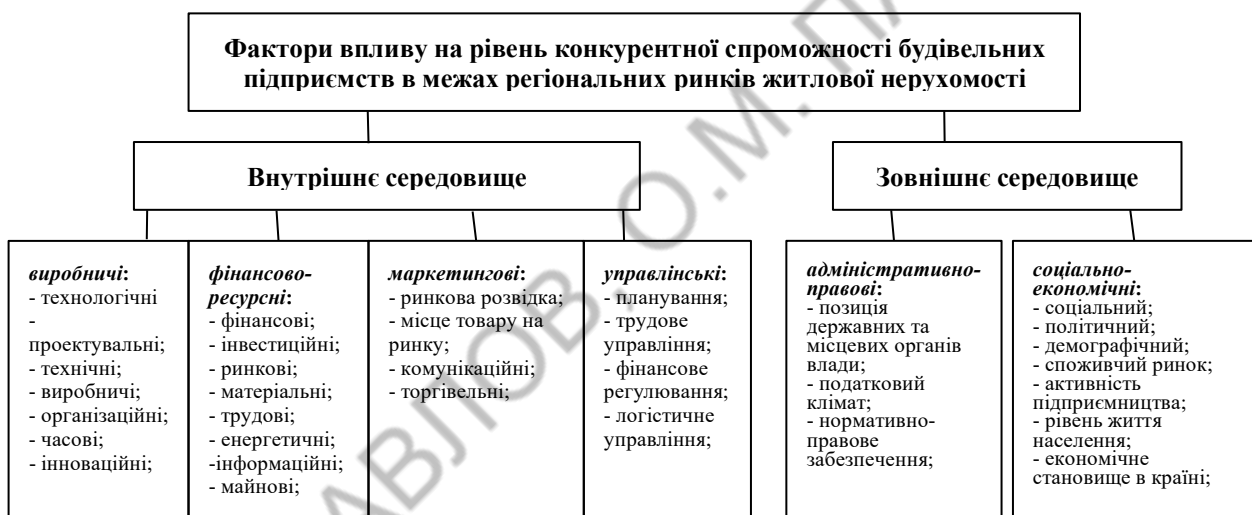 Фактори впливу на рівень конкурентної спроможності будівельних
підприємств в межах регіональних ринків житлової нерухомості
Внутрішнє середовище
Зовнішнє середовище
виробничі:
- технологічні
-
проектувальні;
- технічні;
- виробничі;
- організаційні;
- часові;
- інноваційні;
фінансово-
ресурсні:
- фінансові;
- інвестиційні;
- ринкові;
- матеріальні;
- трудові;
- енергетичні;
-інформаційні;
- майнові;
маркетингові:
- ринкова розвідка;
- місце товару на
ринку;
- комунікаційні;
- торгівельні;
управлінські:
- планування;
- трудове
управління;
- фінансове
регулювання;
- логістичне
управління;
адміністративно-
правові:
- позиція
державних та
місцевих органів
влади;
- податковий
клімат;
- нормативно-
правове
забезпечення;
соціально-
економічні:
- соціальний;
- політичний;
- демографічний;
- споживчий ринок;
- активність
підприємництва;
- рівень життя
населення;
- економічне
становище в країні;
АВЛОВ, О.М. ПА